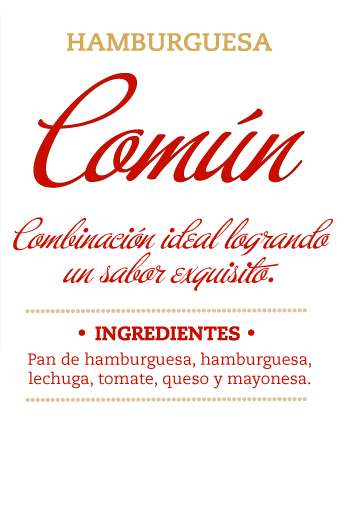 HAMBURGUESA
Común
Combinación ideal logrando
un sabor exquisito.
• INGREDIENTES •
Pan de hamburguesa, hamburguesa,
lechuga, tomate, queso y mayonesa.